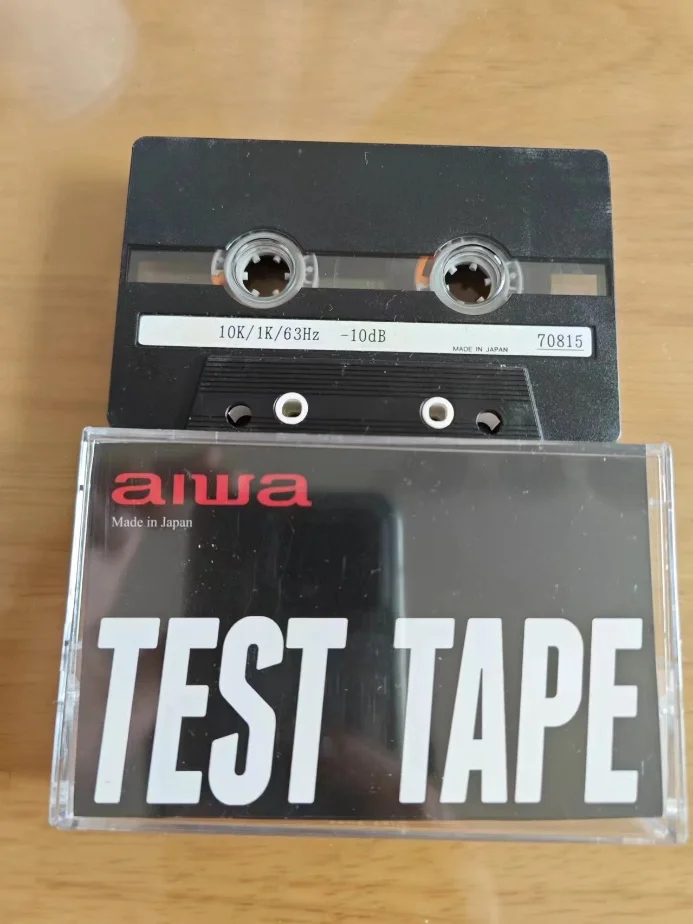 10K/1K/63Hz -10dB
MADE IN JAPAN
70815
aiwa
Made in Japan
TEST TAPE